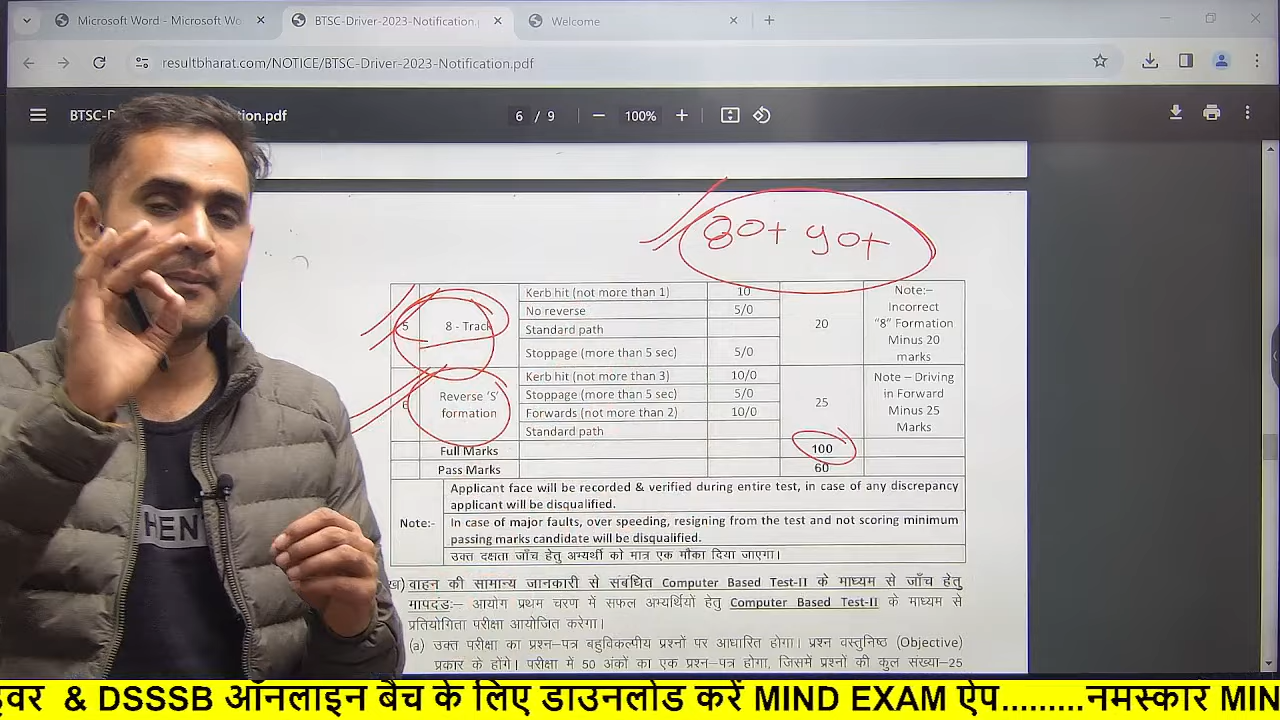 Microsoft Word - Microsoft Wo
BTSC-Driver-2023-Notification.p
Welcome
resultbharat.com/NOTICE/BTSC-Driver-2023-Notification.pdf
6 / 9
100%
80+ 90+
5
8 - Track
Kerb hit (not more than 1) 10
No reverse 5/0
Standard path
Stoppage (more than 5 sec) 5/0
20
Note:-
Incorrect
"8" Formation
Minus 20
marks
Reverse 'S'
formation
Kerb hit (not more than 3) 10/0
Stoppage (more than 5 sec) 5/0
Forwards (not more than 2) 10/0
Standard path
25
Note – Driving
in Forward
Minus 25
Marks
Full Marks 100
Pass Marks 60
Note:-
Applicant face will be recorded & verified during entire test, in case of any discrepancy
applicant will be disqualified.
In case of major faults, over speeding, resigning from the test and not scoring minimum
passing marks candidate will be disqualified.
उक्त दक्षता जाँच हेतु अभ्यर्थी को मात्र एक मौका दिया जाएगा।
ख) वाहन की सामान्य जानकारी से संबंधित Computer Based Test-II के माध्यम से जाँच हेतु
मापदंड:– आयोग प्रथम चरण में सफल अभ्यर्थियों हेतु Computer Based Test-II के माध्यम से
प्रतियोगिता परीक्षा आयोजित करेगा।
(a) उक्त परीक्षा का प्रश्न–पत्र बहुविकल्पीय प्रश्नों पर आधारित होगा। प्रश्न वस्तुनिष्ठ (Objective)
प्रकार के होंगे। परीक्षा में 50 अंकों का एक प्रश्न–पत्र होगा, जिसमें प्रश्नों की कुल संख्या–25
HEN
& DSSSB ऑनलाइन बैच के लिए डाउनलोड करें MIND EXAM ऐप.........नमस्कार MIN